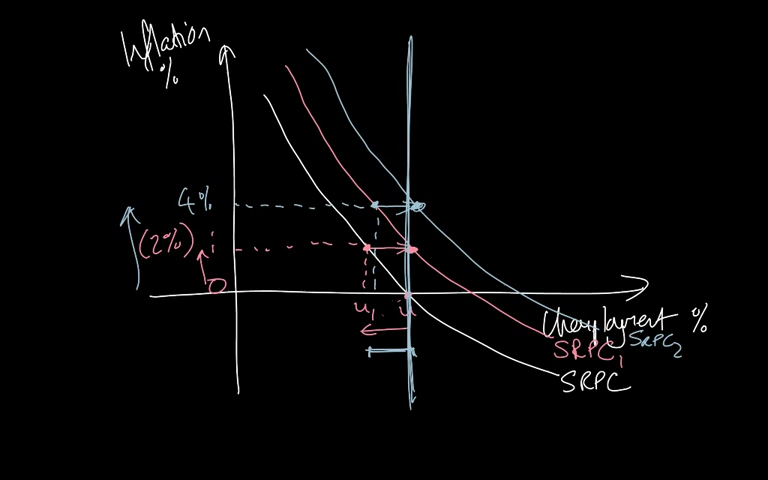 Inflation
%
4%
(2%) i
0
u₁ ū
Unemployment %
SRPC₁ SRPC₂
SRPC